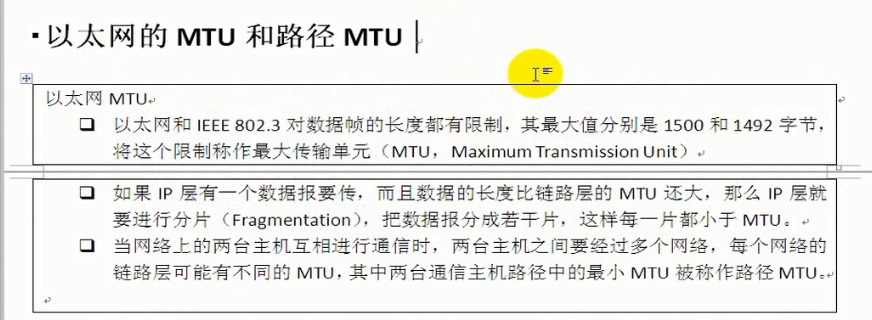 ▪以太网的 MTU 和路径 MTU
以太网 MTU
❑ 以太网和 IEEE 802.3 对数据帧的长度都有限制，其最大值分别是 1500 和 1492 字节，
将这个限制称作最大传输单元（MTU，Maximum Transmission Unit）
❑ 如果 IP 层有一个数据报要传，而且数据的长度比链路层的 MTU 还大，那么 IP 层就
要进行分片（Fragmentation），把数据报分成若干片，这样每一片都小于 MTU。
❑ 当网络上的两台主机互相进行通信时，两台主机之间要经过多个网络，每个网络的
链路层可能有不同的 MTU，其中两台通信主机路径中的最小 MTU 被称作路径 MTU。